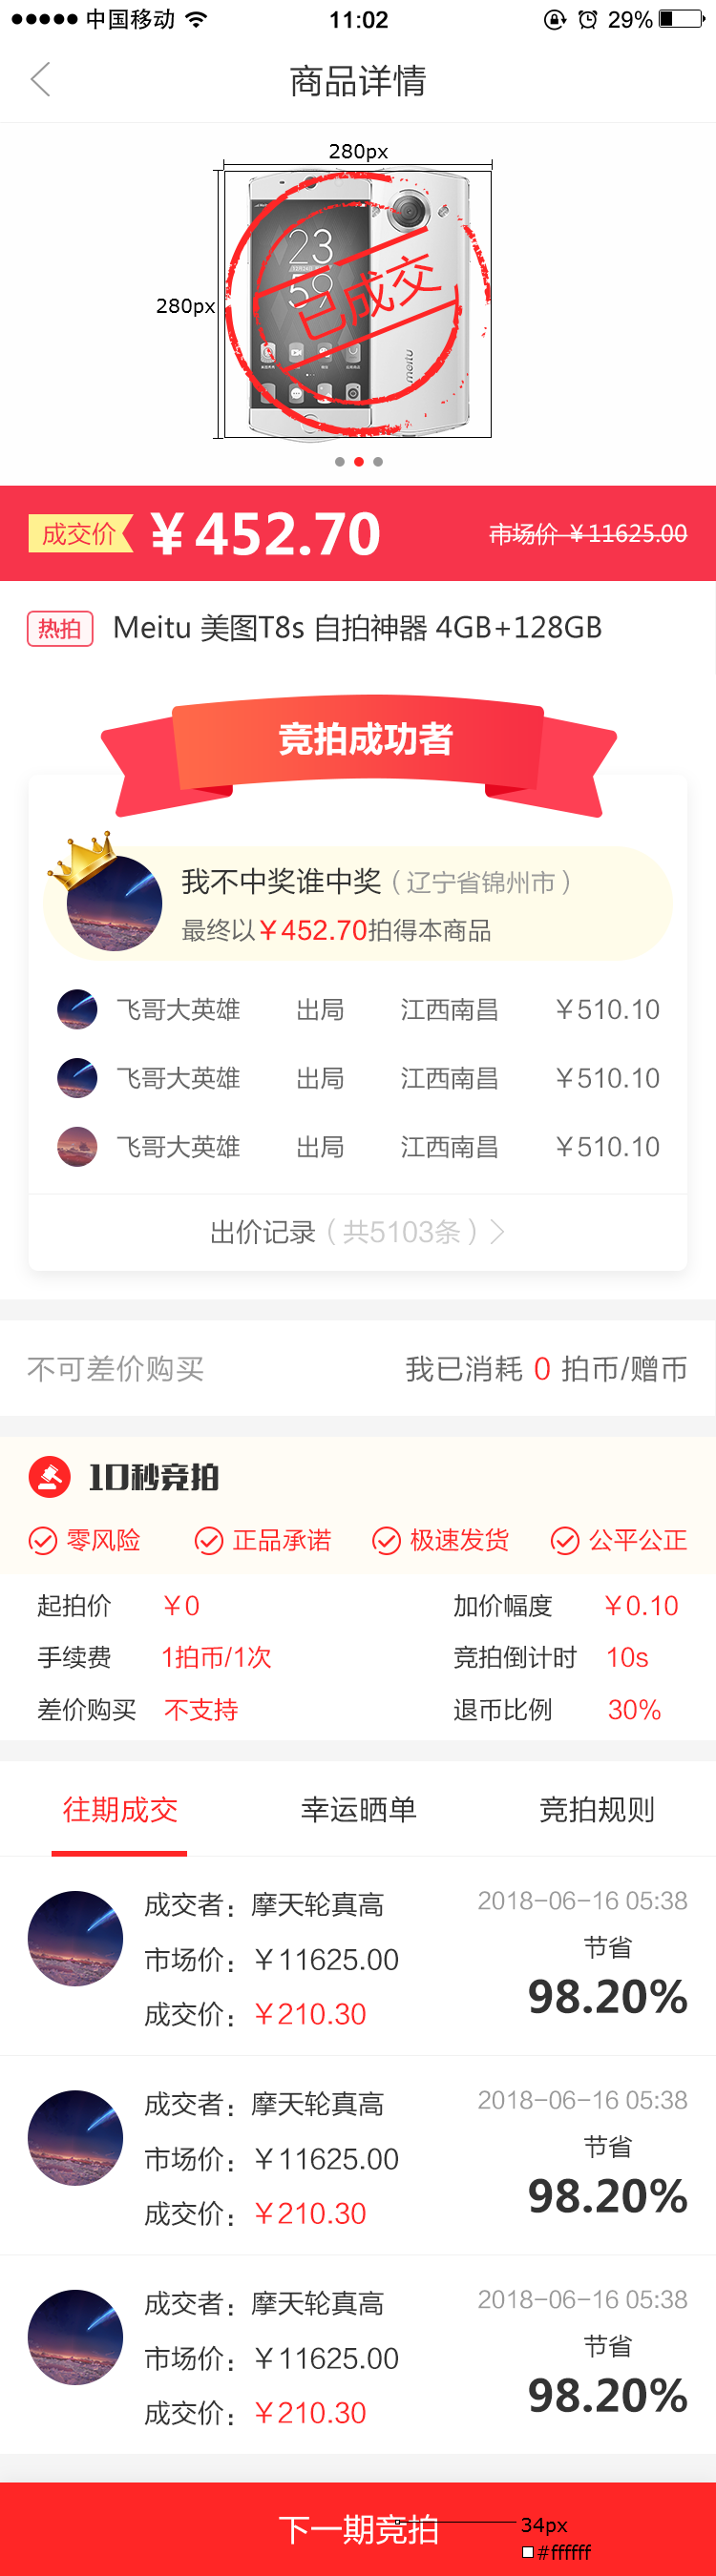 中国移动 11:02 29%
商品详情
280px
280px
23
59
已成交
meitu
成交价 ￥452.70 市场价 ￥11625.00
热拍 Meitu 美图T8s 自拍神器 4GB+128GB
竞拍成功者
我不中奖谁中奖（辽宁省锦州市）
最终以￥452.70拍得本商品
飞哥大英雄 出局 江西南昌 ￥510.10
飞哥大英雄 出局 江西南昌 ￥510.10
飞哥大英雄 出局 江西南昌 ￥510.10
出价记录（共5103条）
不可差价购买 我已消耗 0 拍币/赠币
10秒竞拍
零风险 正品承诺 极速发货 公平公正
起拍价 ￥0 加价幅度 ￥0.10
手续费 1拍币/1次 竞拍倒计时 10s
差价购买 不支持 退币比例 30%
往期成交 幸运晒单 竞拍规则
成交者：摩天轮真高 2018-06-16 05:38
市场价：￥11625.00 节省
成交价：￥210.30 98.20%
成交者：摩天轮真高 2018-06-16 05:38
市场价：￥11625.00 节省
成交价：￥210.30 98.20%
成交者：摩天轮真高 2018-06-16 05:38
市场价：￥11625.00 节省
成交价：￥210.30 98.20%
下一期竞拍 34px
#ffffff